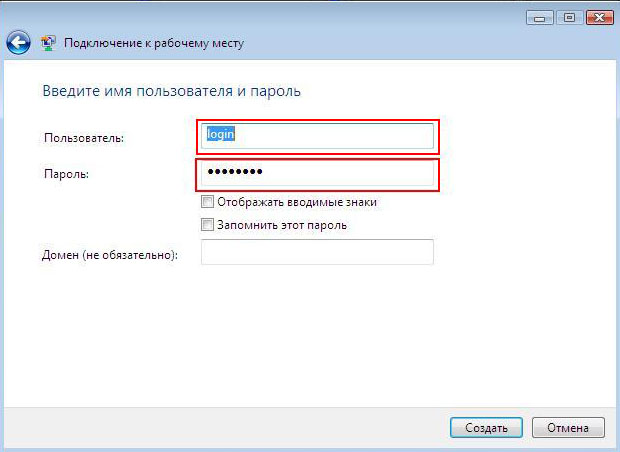 Подключение к рабочему месту
Введите имя пользователя и пароль
Пользователь: login
Пароль: ••••••••
Отображать вводимые знаки
Запомнить этот пароль
Домен (не обязательно):
Создать Отмена